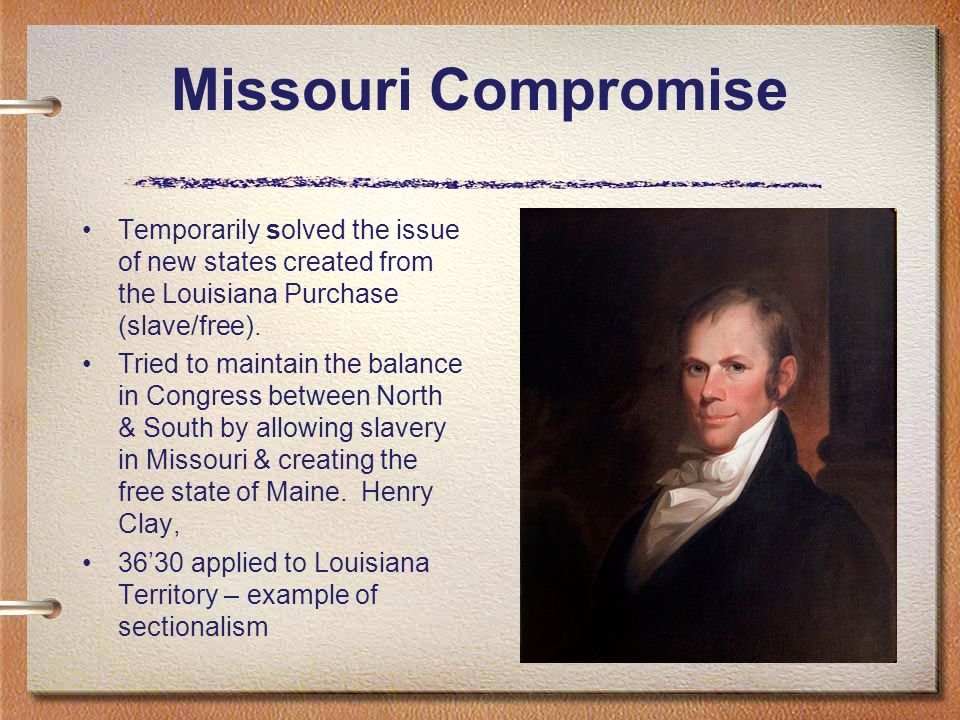 Missouri Compromise
• Temporarily solved the issue
of new states created from
the Louisiana Purchase
(slave/free).
• Tried to maintain the balance
in Congress between North
& South by allowing slavery
in Missouri & creating the
free state of Maine.  Henry
Clay,
• 36’30 applied to Louisiana
Territory – example of
sectionalism